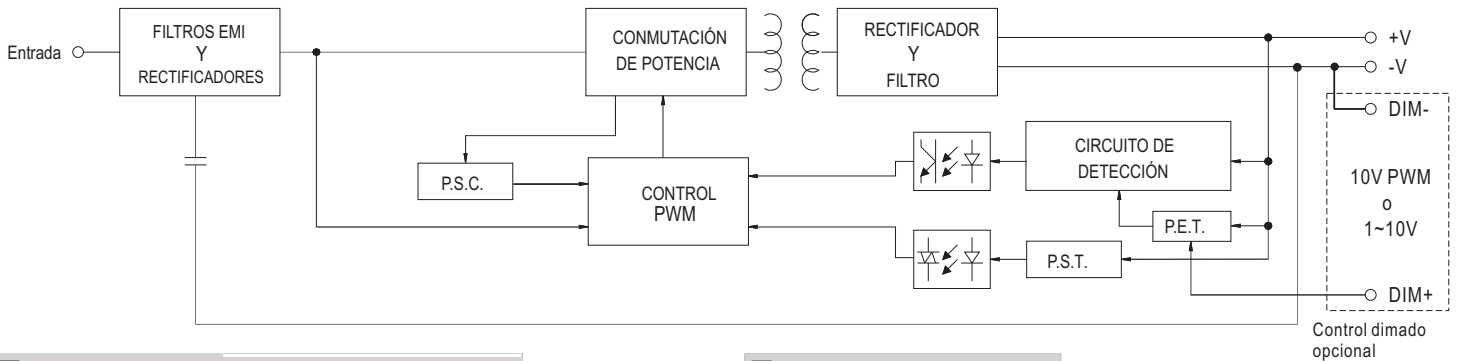 Entrada
FILTROS EMI
Y
RECTIFICADORES
CONMUTACIÓN
DE POTENCIA
RECTIFICADOR
Y
FILTRO
+V
-V
DIM-
P.S.C.
CONTROL
PWM
CIRCUITO DE
DETECCIÓN
P.E.T.
P.S.T.
10V PWM
o
1~10V
DIM+
Control dimado
opcional